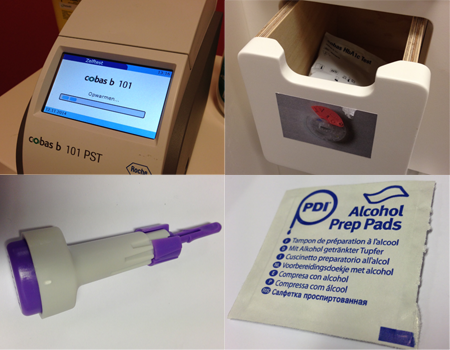 Zelftest
cobas b 101
Opwarmen...
cobas b 101 PST
Roche
PDI
Alcohol
Prep Pads
Tampon de préparation à l'alcool
Mit Alkohol getränkter Tupfer
Cuscinetto preparatorio all'alcol
Voorbereidingsdoekje met alcohol
Compresa con alcohol
Compressa com álcool
Салфетка проспиртованная